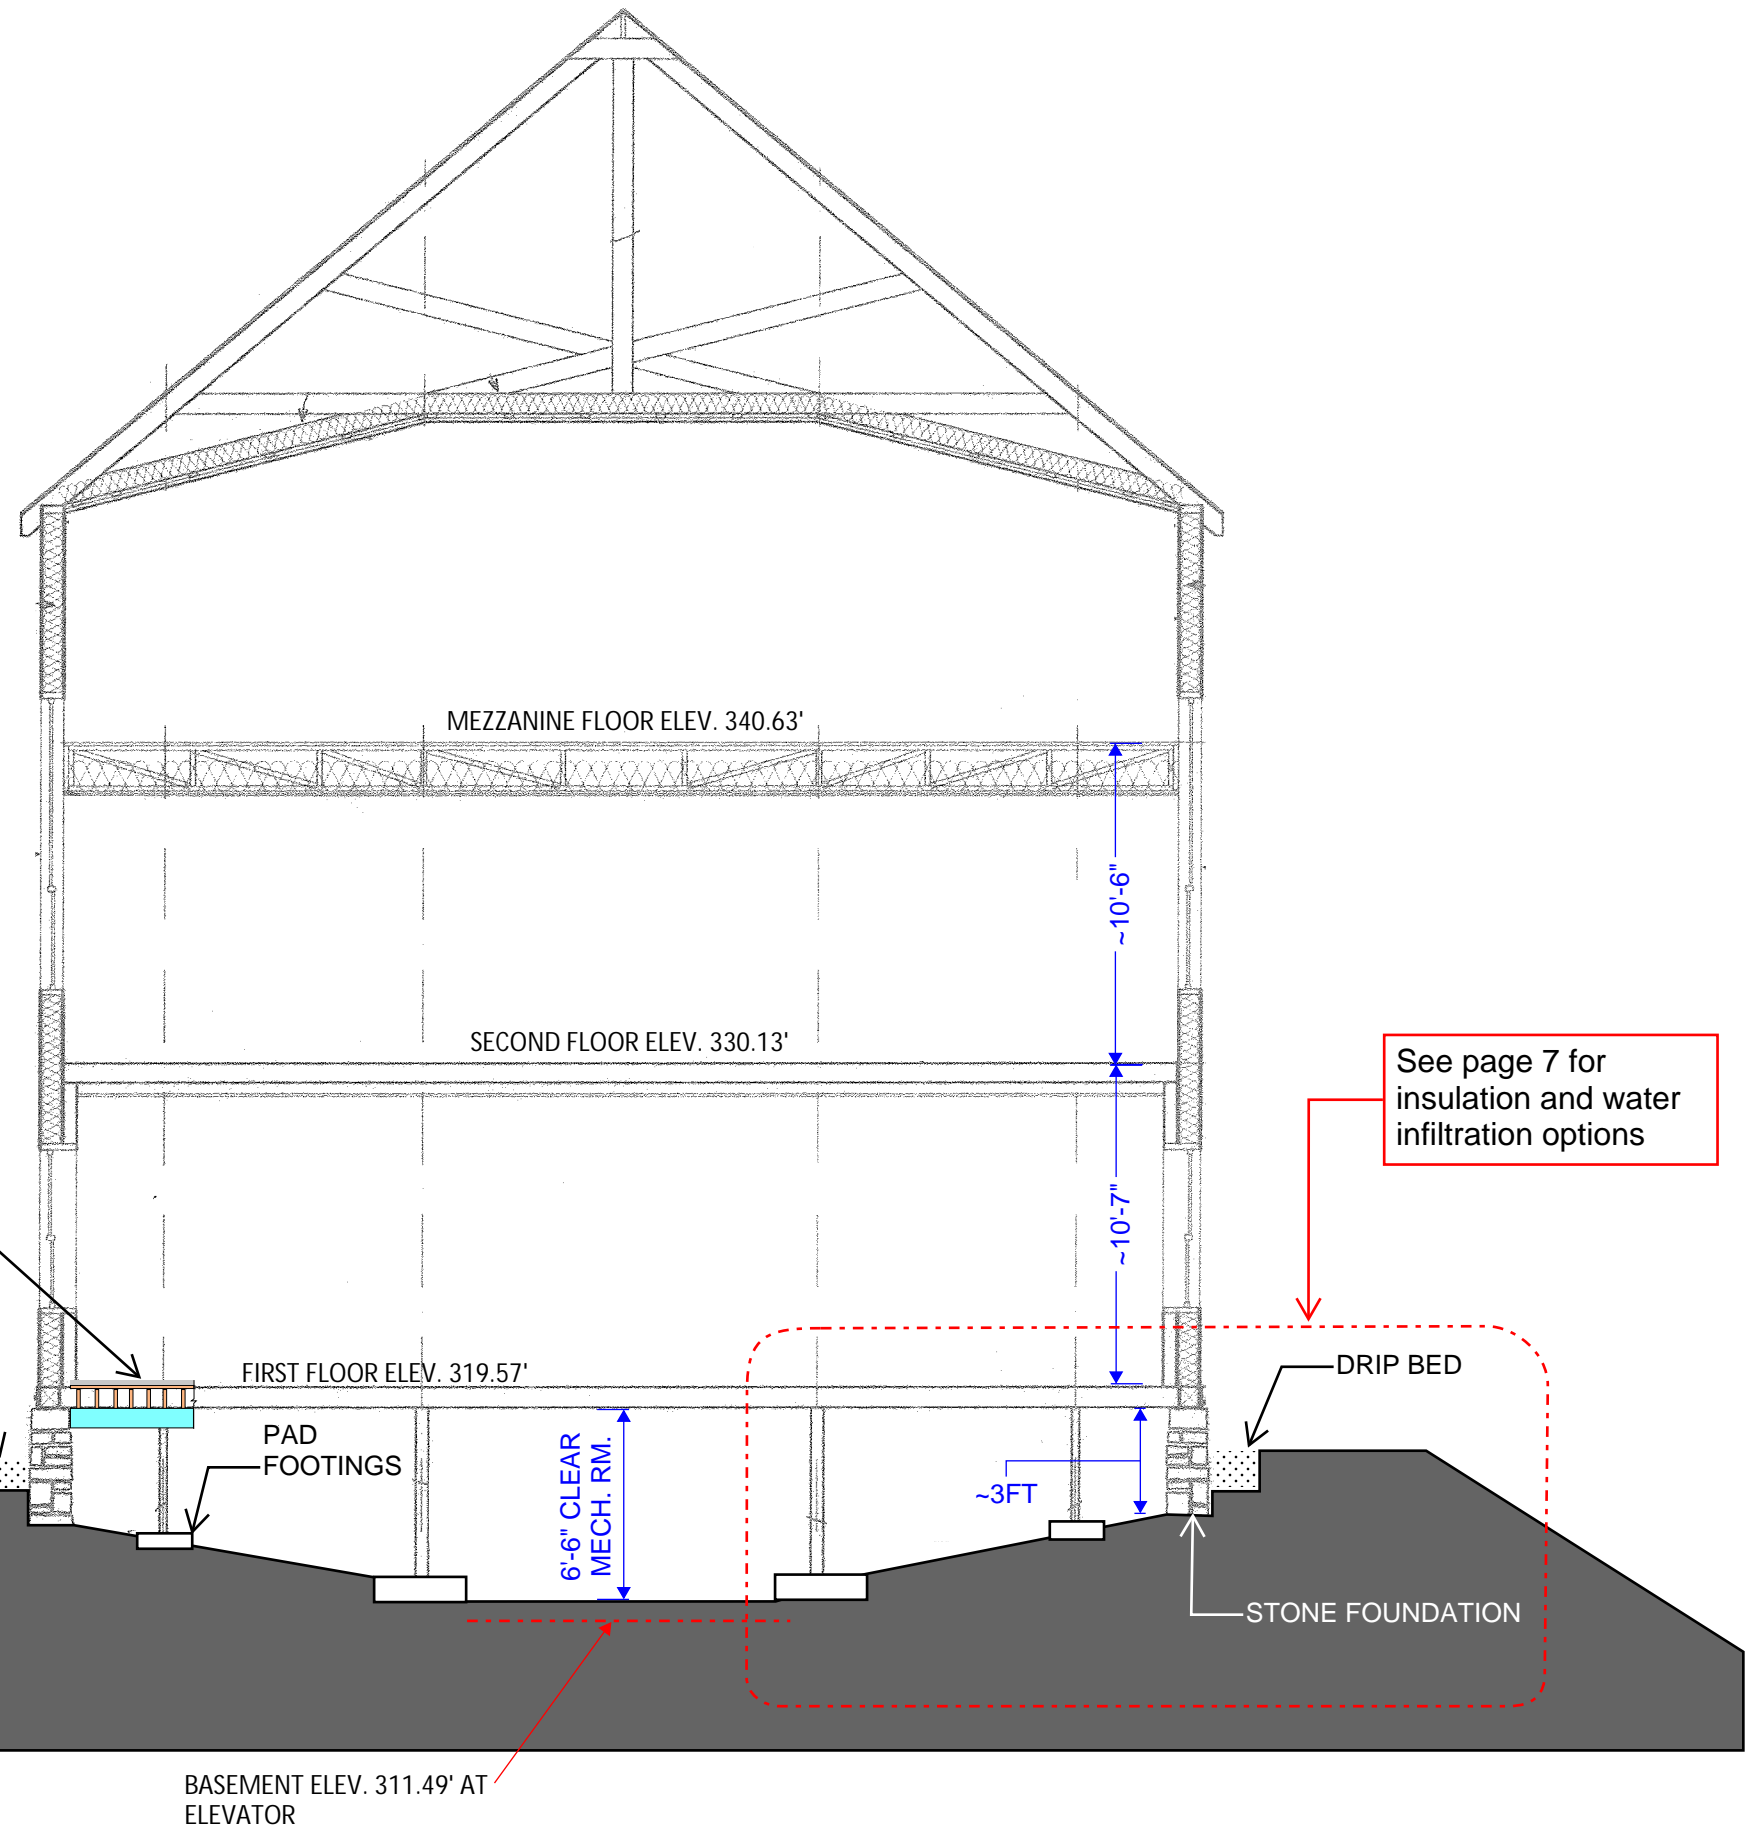 MEZZANINE FLOOR ELEV. 340.63'
~10'-6"
SECOND FLOOR ELEV. 330.13'
See page 7 for
insulation and water
infiltration options
~10'-7"
FIRST FLOOR ELEV. 319.57'
DRIP BED
PAD
FOOTINGS
6'-6" CLEAR
MECH. RM.
~3FT
STONE FOUNDATION
BASEMENT ELEV. 311.49' AT
ELEVATOR